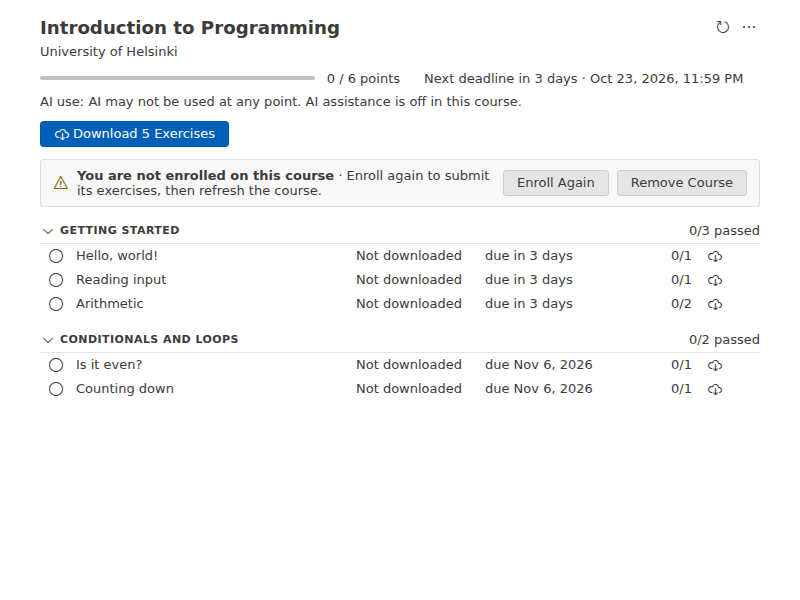 Introduction to Programming
University of Helsinki
0 / 6 points Next deadline in 3 days · Oct 23, 2026, 11:59 PM
AI use: AI may not be used at any point. AI assistance is off in this course.
Download 5 Exercises
You are not enrolled on this course · Enroll again to submit
its exercises, then refresh the course.
Enroll Again Remove Course
GETTING STARTED 0/3 passed
Hello, world! Not downloaded due in 3 days 0/1
Reading input Not downloaded due in 3 days 0/1
Arithmetic Not downloaded due in 3 days 0/2
CONDITIONALS AND LOOPS 0/2 passed
Is it even? Not downloaded due Nov 6, 2026 0/1
Counting down Not downloaded due Nov 6, 2026 0/1